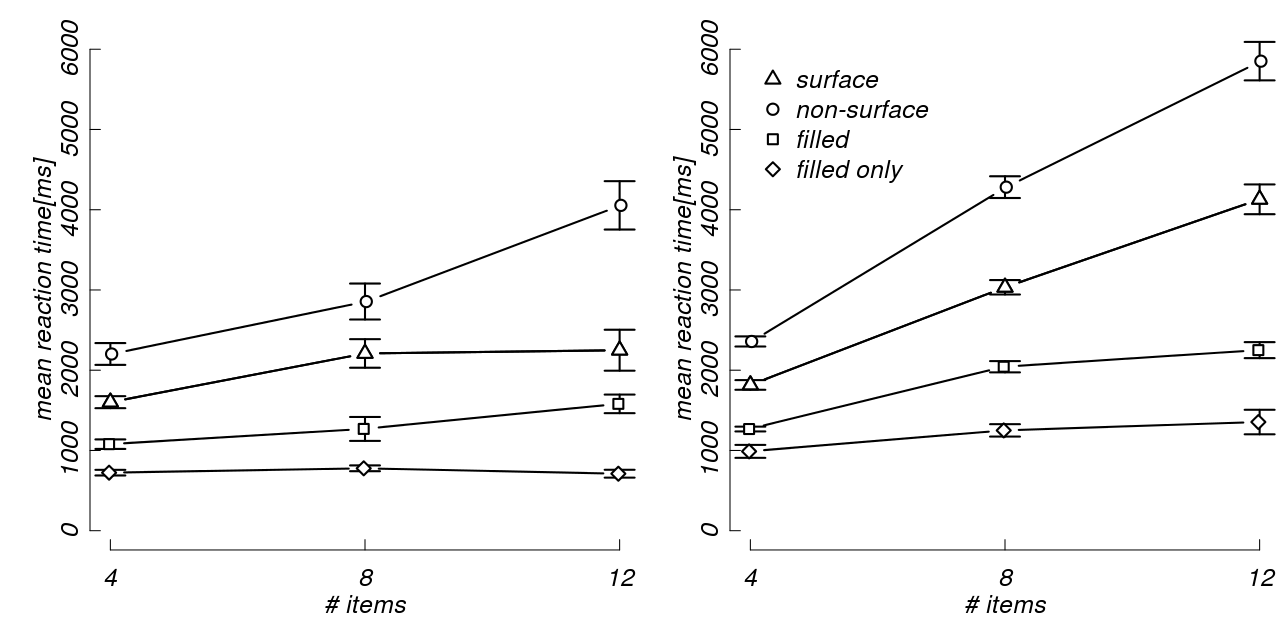 6000
5000
4000
3000
2000
1000
0
mean reaction time[ms]
4 8 12
# items
6000
5000
4000
3000
2000
1000
0
mean reaction time[ms]
surface
non-surface
filled
filled only
4 8 12
# items